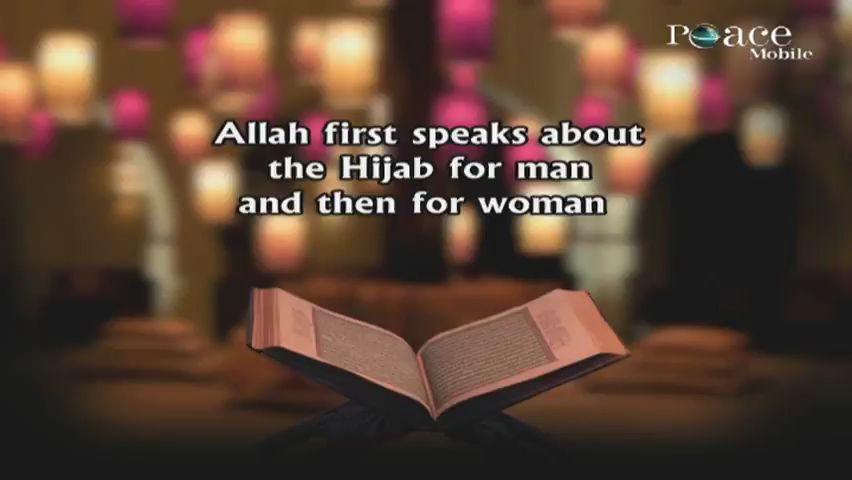 Peace
Mobile
Allah first speaks about
the Hijab for man
and then for woman